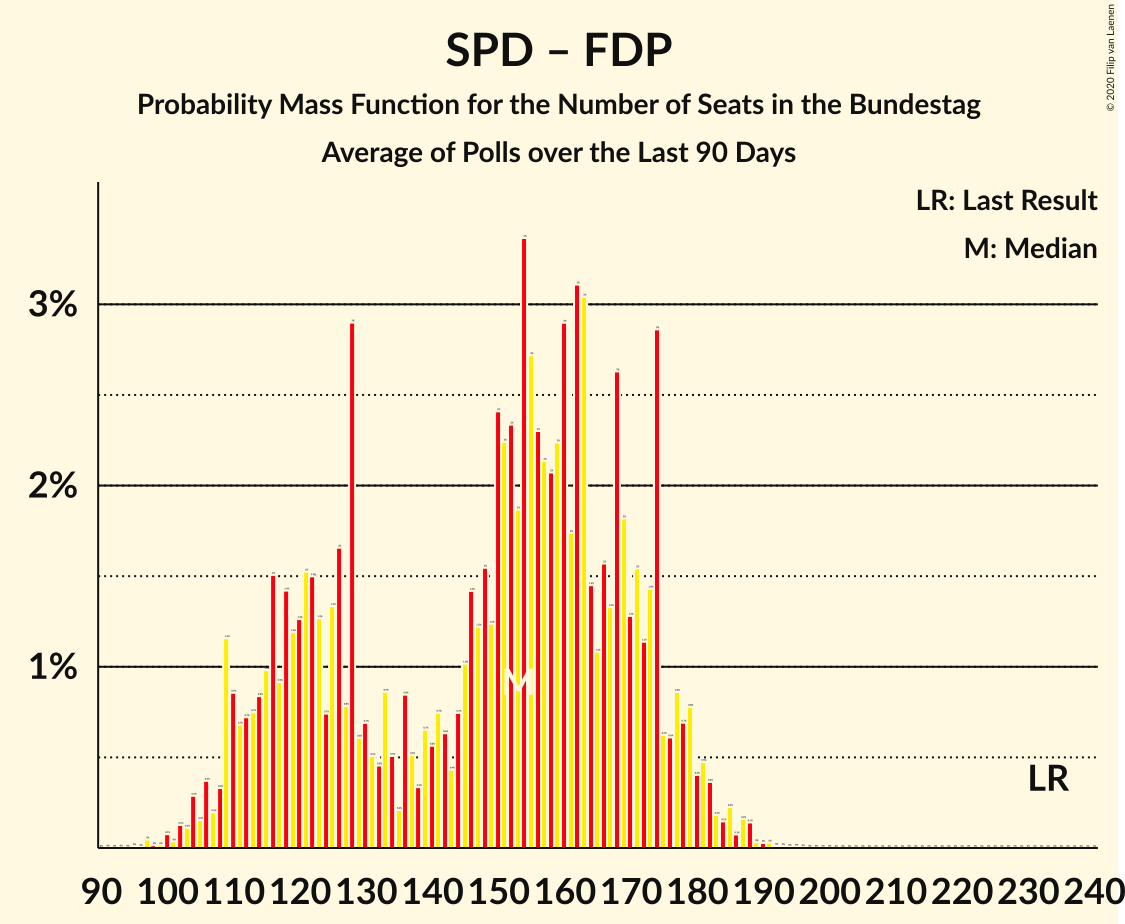 SPD – FDP
Probability Mass Function for the Number of Seats in the Bundestag
Average of Polls over the Last 90 Days
© 2020 Filip van Laenen
LR: Last Result
M: Median
3%
2%
1%
M
LR
90 100 110 120 130 140 150 160 170 180 190 200 210 220 230 240